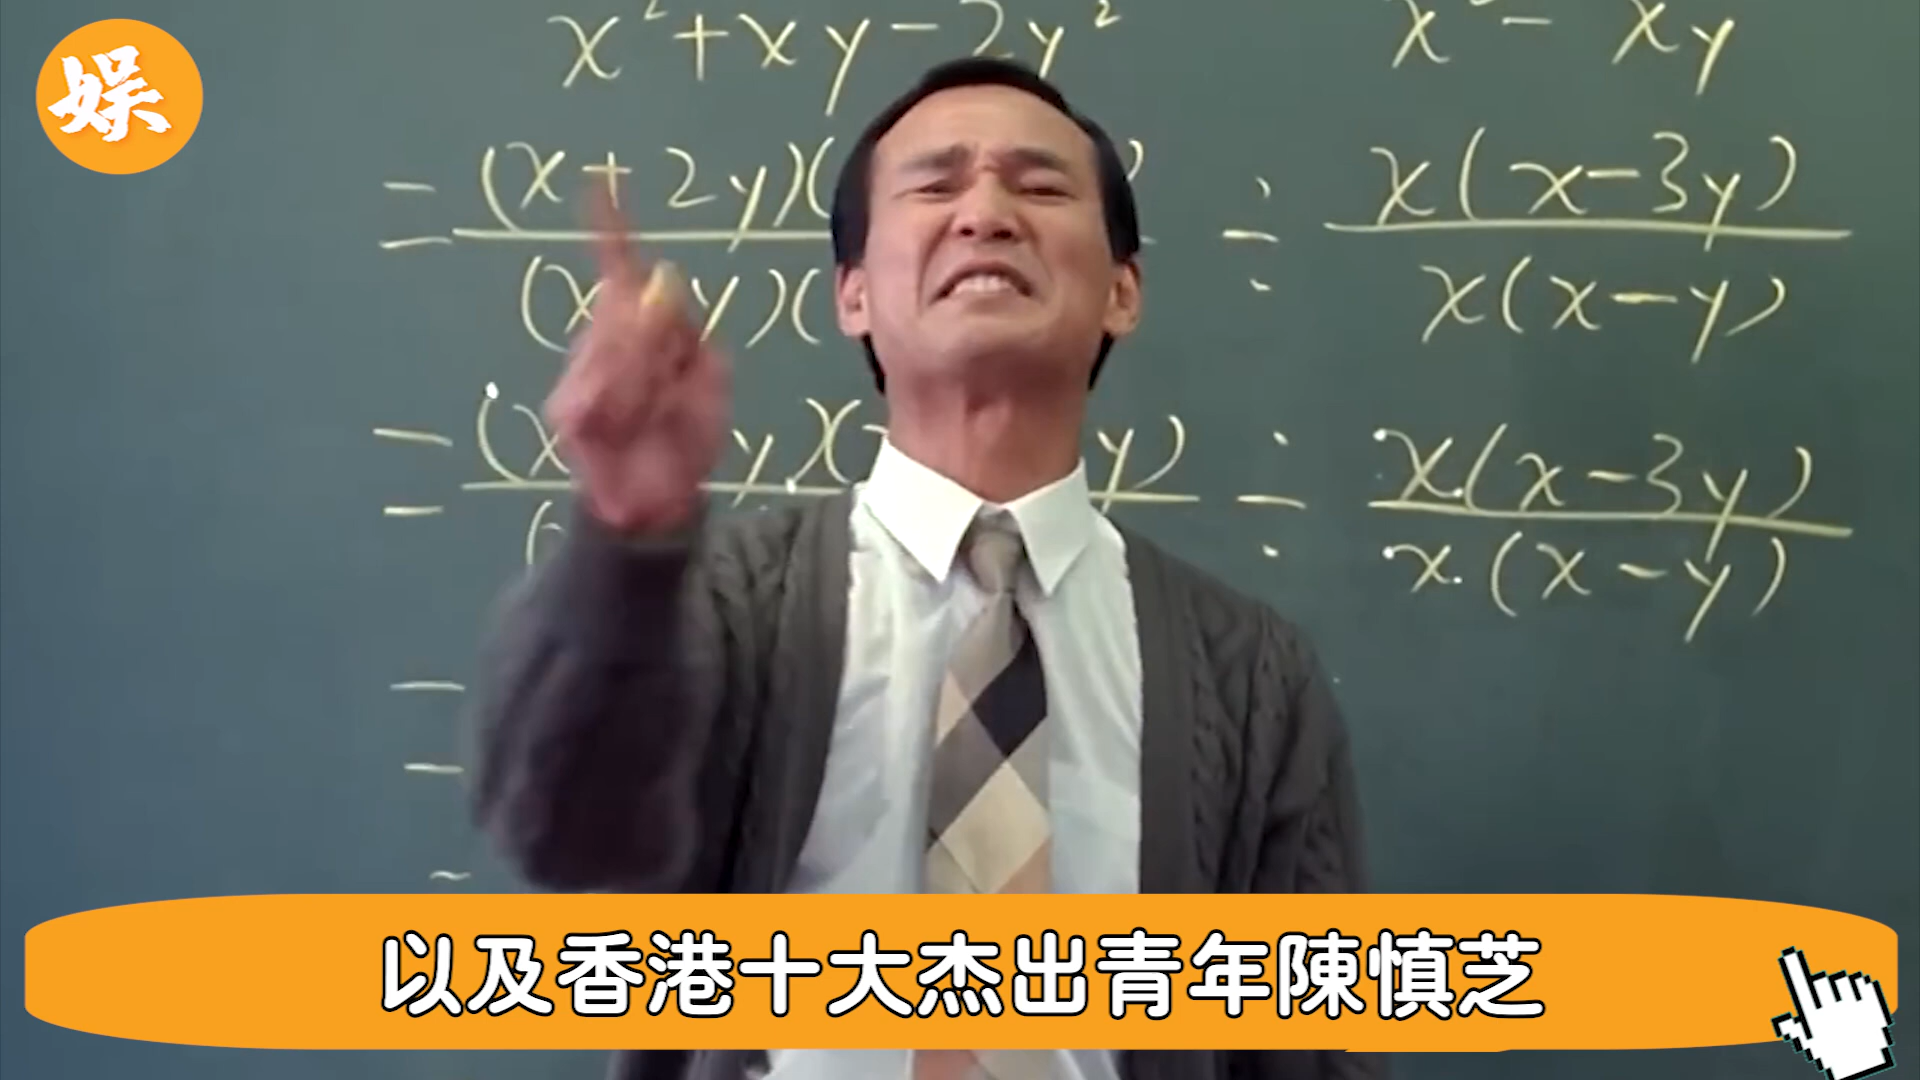 娱
x² + xy - 2y²
x² - xy
= (x + 2y)( ) ÷ x(x - 3y)
(x y)( x(x - y)
= (x y)(x y) ÷ x(x - 3y)
x(x - y)
以及香港十大杰出青年陳慎芝